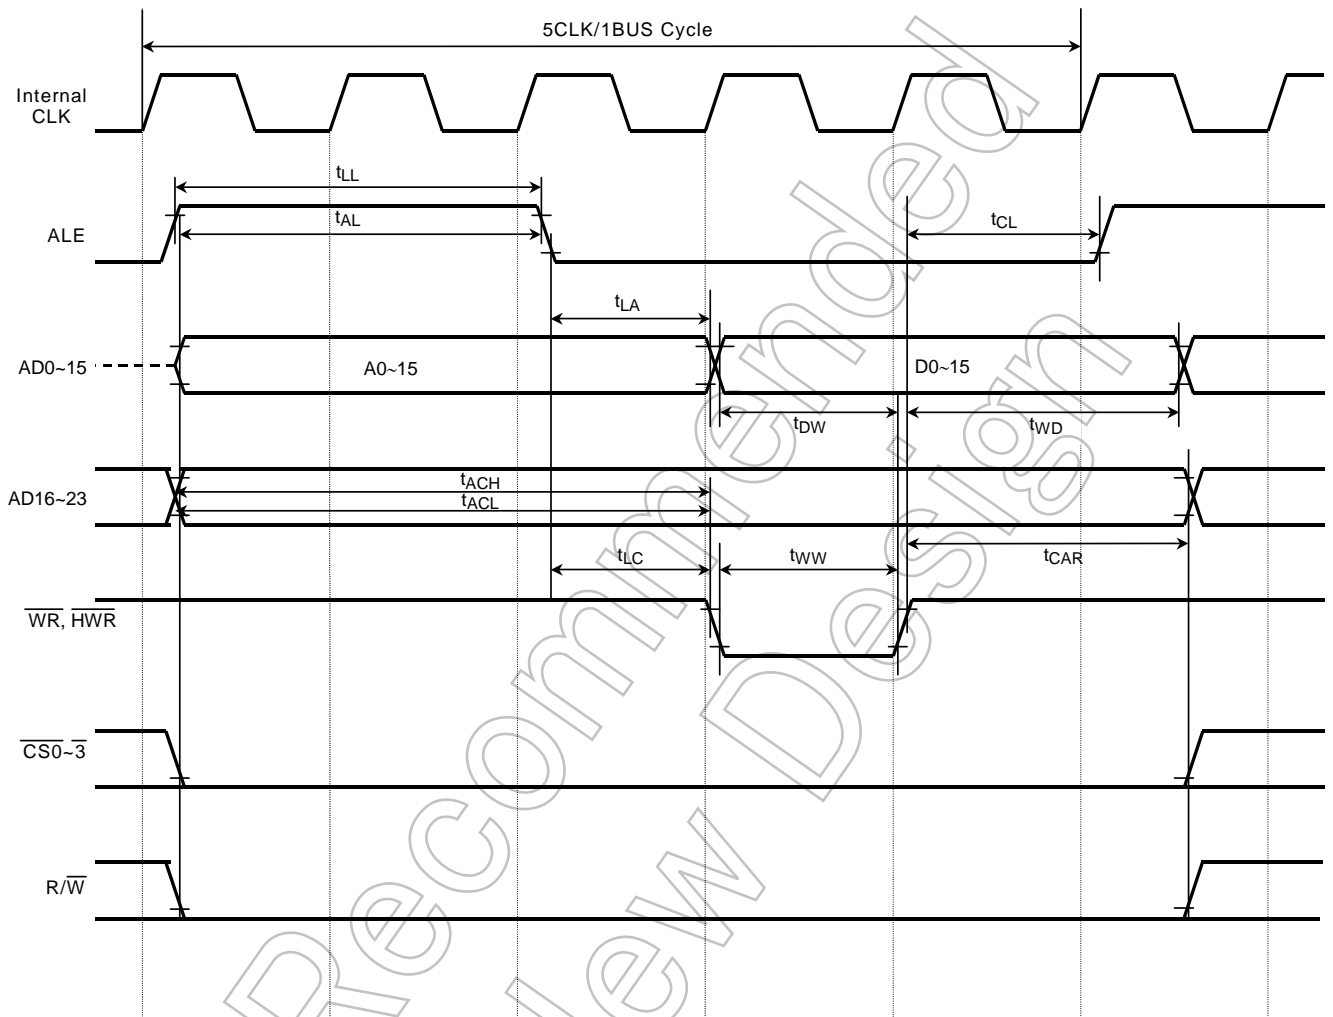 5CLK/1BUS Cycle
Internal
CLK
tLL
ALE
tAL
tCL
tLA
AD0~15
A0~15
D0~15
tDW
tWD
AD16~23
tACH
tACL
tLC
tWW
tCAR
WR, HWR
CS0~3
R/W
Recommended
New Design